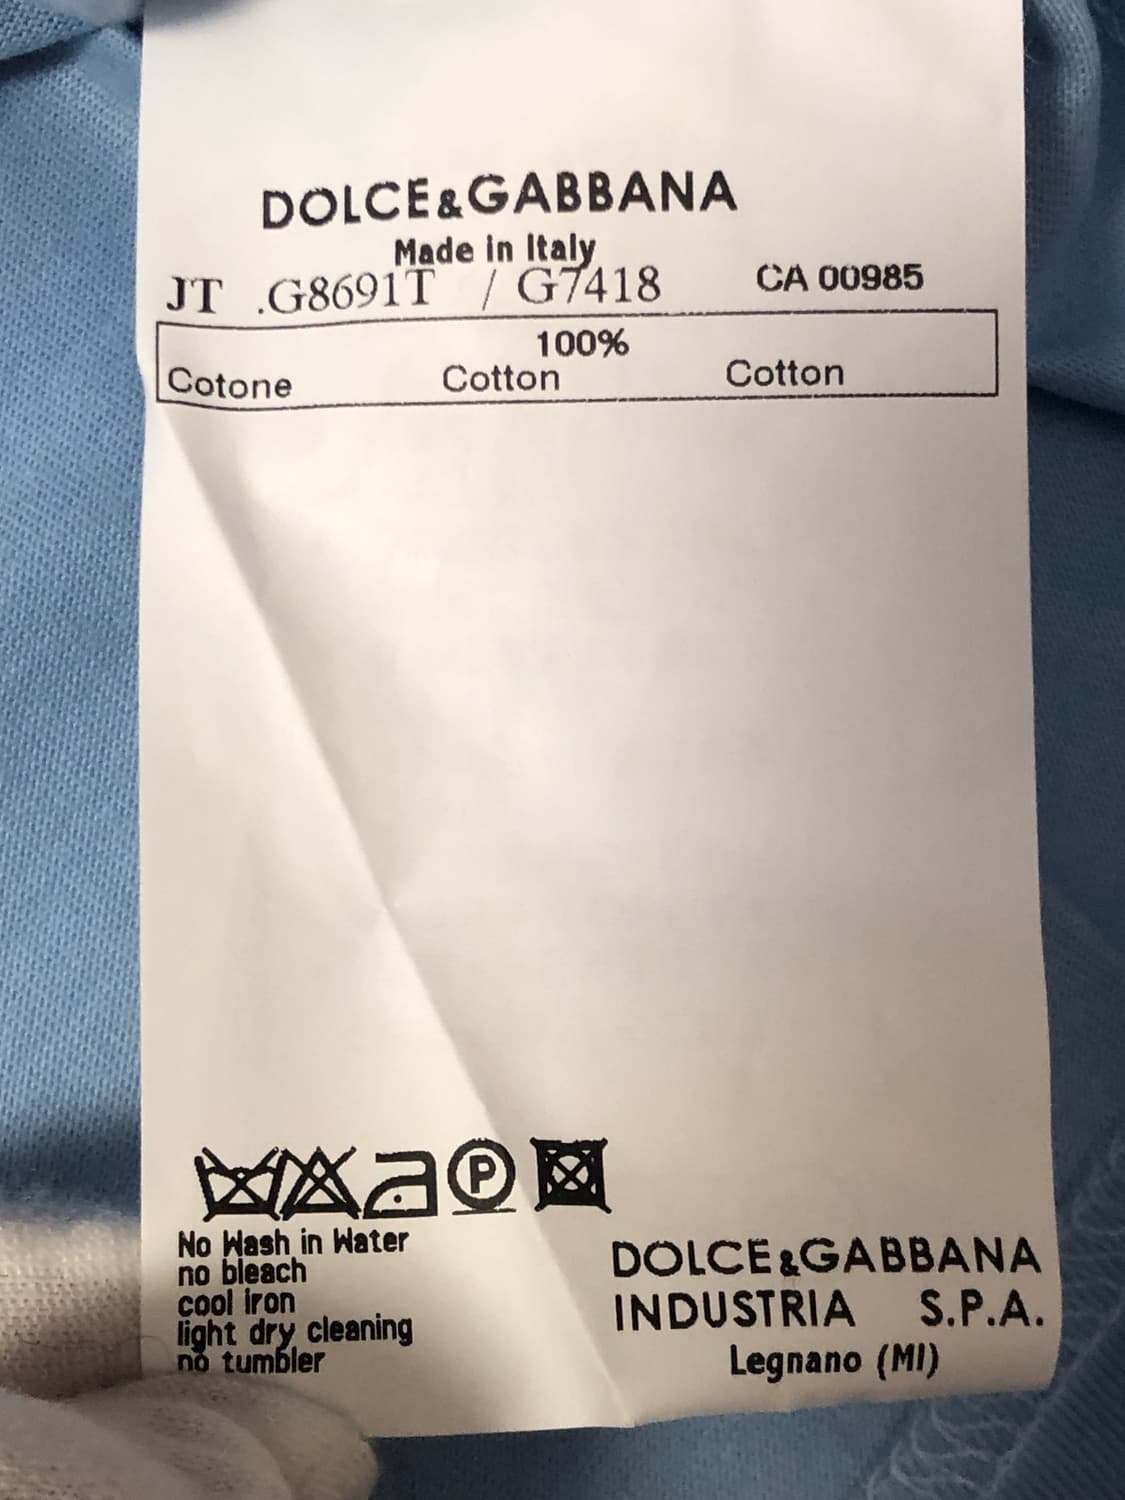 DOLCE&GABBANA
Made in Italy
JT .G8691T / G7418 CA 00985
100%
Cotone Cotton Cotton
P
No Wash in Water
no bleach
cool iron
light dry cleaning
no tumbler
DOLCE&GABBANA
INDUSTRIA S.P.A.
Legnano (MI)